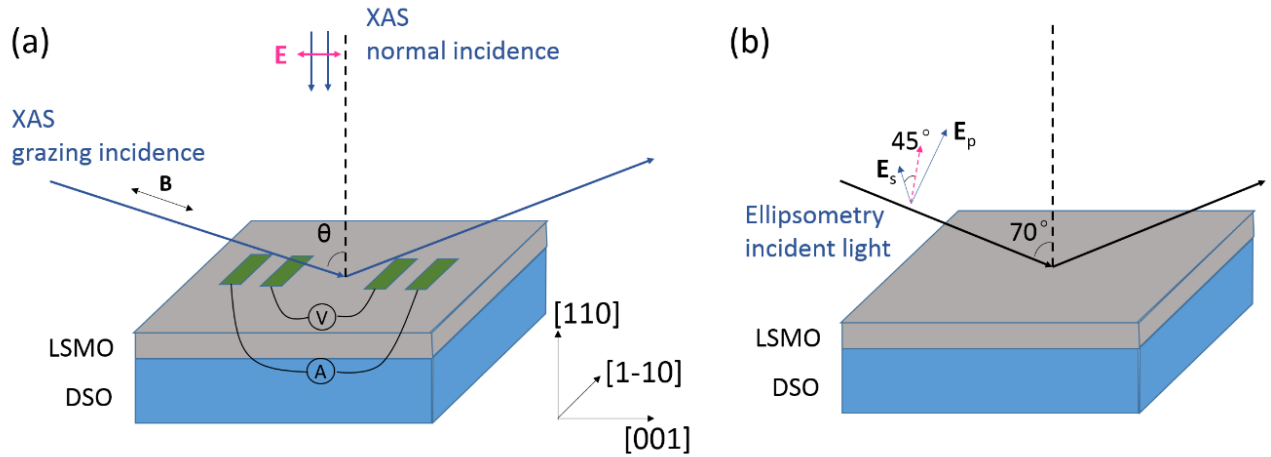 (a)
XAS
normal incidence
E
XAS
grazing incidence
B
θ
V
A
LSMO
DSO
[110]
[1-10]
[001]
(b)
45°
E_p
E_s
Ellipsometry
incident light
70°
LSMO
DSO